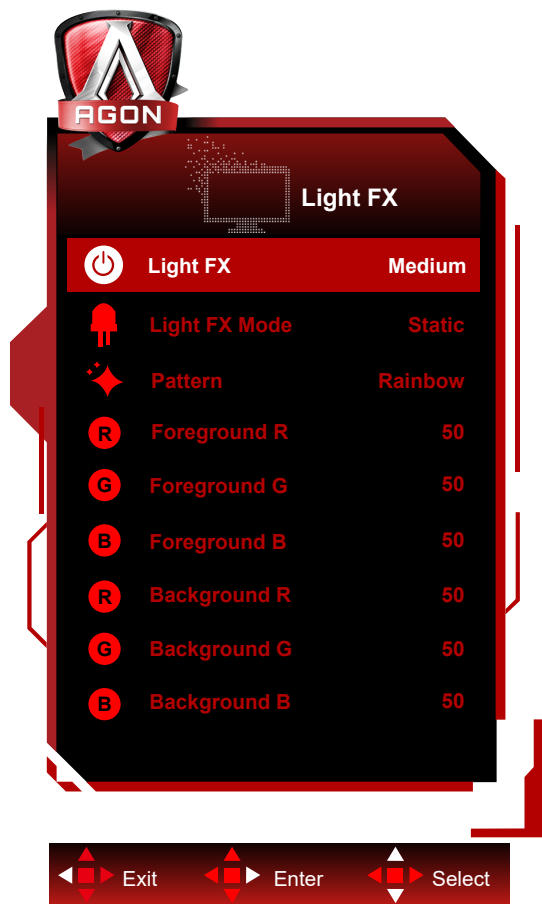 AGON
Light FX
Light FX Medium
Light FX Mode Static
Pattern Rainbow
R Foreground R 50
G Foreground G 50
B Foreground B 50
R Background R 50
G Background G 50
B Background B 50
Exit Enter Select